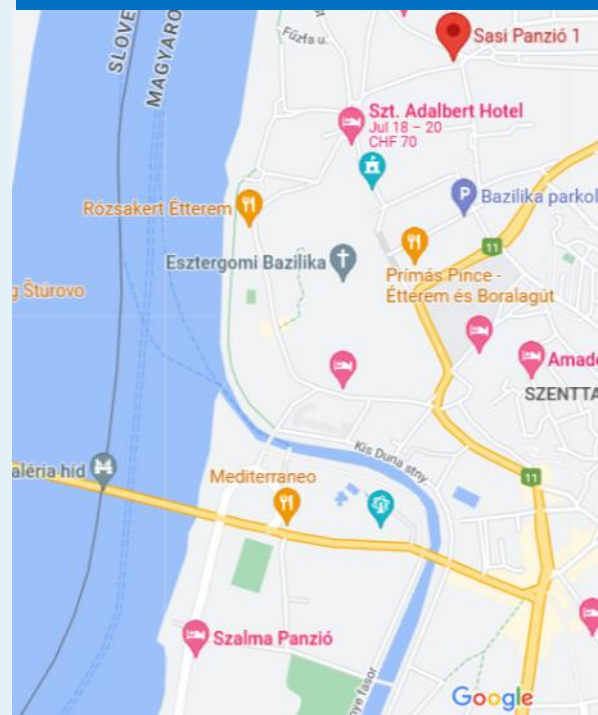 SLOVE
MAGYARO
Fűzfa u.
Sasi Panzió 1
Szt. Adalbert Hotel
Jul 18 – 20
CHF 70
Bazilika parkol
Rózsakert Étterem
11
Esztergomi Bazilika
Prímás Pince -
Étterem és Boralagút
g Štúrovo
Amade
SZENTTA
Kis Duna stny.
aléria híd
11
Mediterraneo
Szalma Panzió
nye fasor
Google